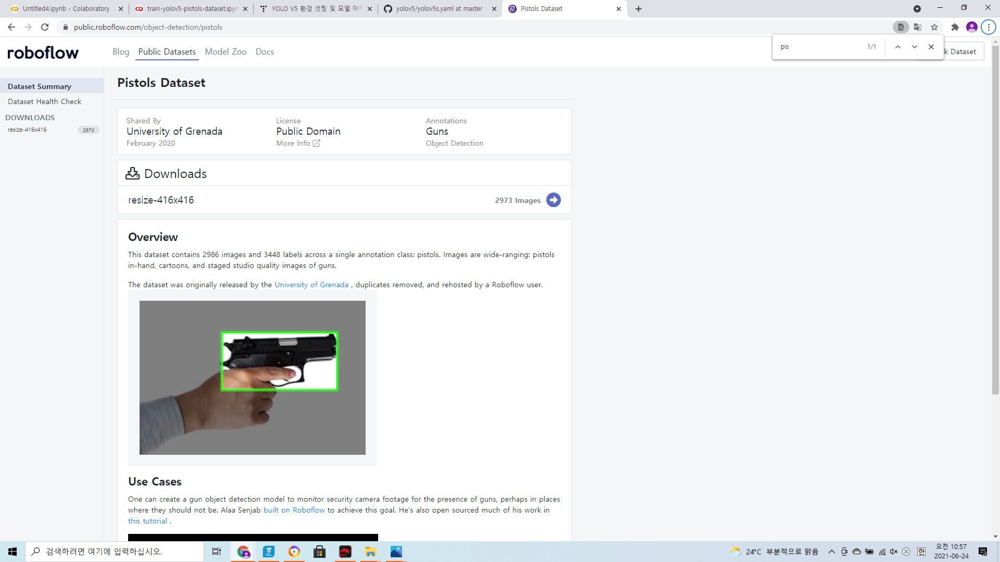 Untitled4.ipynb - Colaboratory
train-yolov5-pistols-dataset.ipyn
YOLO V5 환경 셋팅 및 모델 아키
yolov5/yolov5s.yaml at master
Pistols Dataset
public.roboflow.com/object-detection/pistols
pis 1/1
roboflow
Blog Public Datasets Model Zoo Docs
k Dataset
Dataset Summary
Dataset Health Check
DOWNLOADS
resize-416x416 2973
Pistols Dataset
Shared By License Annotations
University of Grenada Public Domain Guns
February 2020 More Info Object Detection
Downloads
resize-416x416 2973 Images
Overview
This dataset contains 2986 images and 3448 labels across a single annotation class: pistols. Images are wide-ranging: pistols
in-hand, cartoons, and staged studio quality images of guns.
The dataset was originally released by the University of Grenada , duplicates removed, and rehosted by a Roboflow user.
Use Cases
One can create a gun object detection model to monitor security camera footage for the presence of guns, perhaps in places
where they should not be. Alaa Senjab built on Roboflow to achieve this goal. He's also open sourced much of his work in
this tutorial .
검색하려면 여기에 입력하십시오.
24°C 부분적으로 맑음
한
오전 10:57
2021-06-24